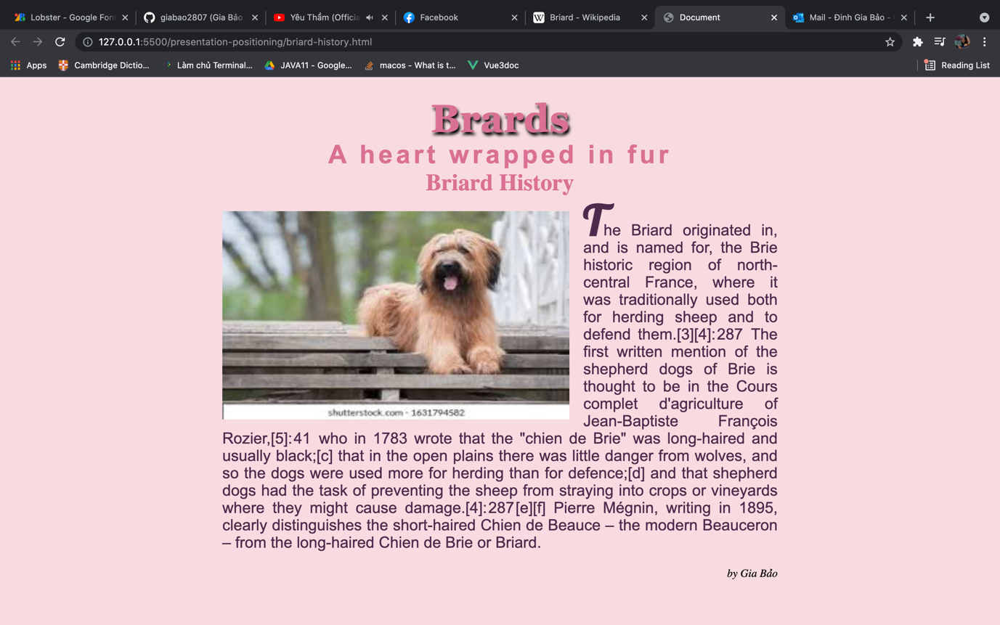 Lobster - Google Fon
giabao2807 (Gia Bảo
Yêu Thầm (Officia
Facebook
Briard - Wikipedia
Document
Mail - Đinh Gia Bảo -
127.0.0.1:5500/presentation-positioning/briard-history.html
Apps
Cambridge Dictio...
Làm chủ Terminal...
JAVA11 - Google...
macos - What is t...
Vue3doc
Reading List
Brards
A heart wrapped in fur
Briard History
The Briard originated in,
and is named for, the Brie
historic region of north-
central France, where it
was traditionally used both
for herding sheep and to
defend them.[3][4]:287 The
first written mention of the
shepherd dogs of Brie is
thought to be in the Cours
complet d'agriculture of
Jean-Baptiste François
shutterstock.com - 1631794582
Rozier,[5]:41 who in 1783 wrote that the "chien de Brie" was long-haired and
usually black;[c] that in the open plains there was little danger from wolves, and
so the dogs were used more for herding than for defence;[d] and that shepherd
dogs had the task of preventing the sheep from straying into crops or vineyards
where they might cause damage.[4]:287[e][f] Pierre Mégnin, writing in 1895,
clearly distinguishes the short-haired Chien de Beauce – the modern Beauceron
– from the long-haired Chien de Brie or Briard.
by Gia Bảo